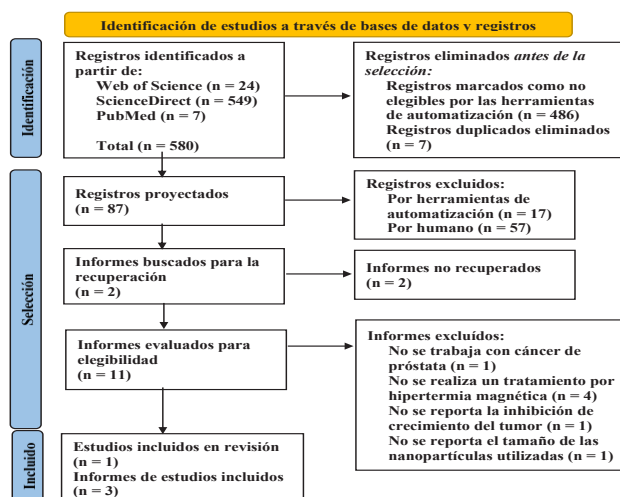 Identificación de estudios a través de bases de datos y registros
Identificación
Registros identificados a
partir de:
Web of Science (n = 24)
ScienceDirect (n = 549)
PubMed (n = 7)
Total (n = 580)
Registros eliminados antes de la
selección:
Registros marcados como no
elegibles por las herramientas
de automatización (n = 486)
Registros duplicados eliminados
(n = 7)
Selección
Registros proyectados
(n = 87)
Registros excluidos:
Por herramientas de
automatización (n = 17)
Por humano (n = 57)
Informes buscados para la
recuperación
(n = 2)
Informes no recuperados
(n = 2)
Informes evaluados para
elegibilidad
(n = 11)
Informes excluídos:
No se trabaja con cáncer de
próstata (n = 1)
No se realiza un tratamiento por
hipertermia magnética (n = 4)
No se reporta la inhibición de
crecimiento del tumor (n = 1)
No se reporta el tamaño de las
nanopartículas utilizadas (n = 1)
Incluido
Estudios incluidos en revisión
(n = 1)
Informes de estudios incluidos
(n = 3)